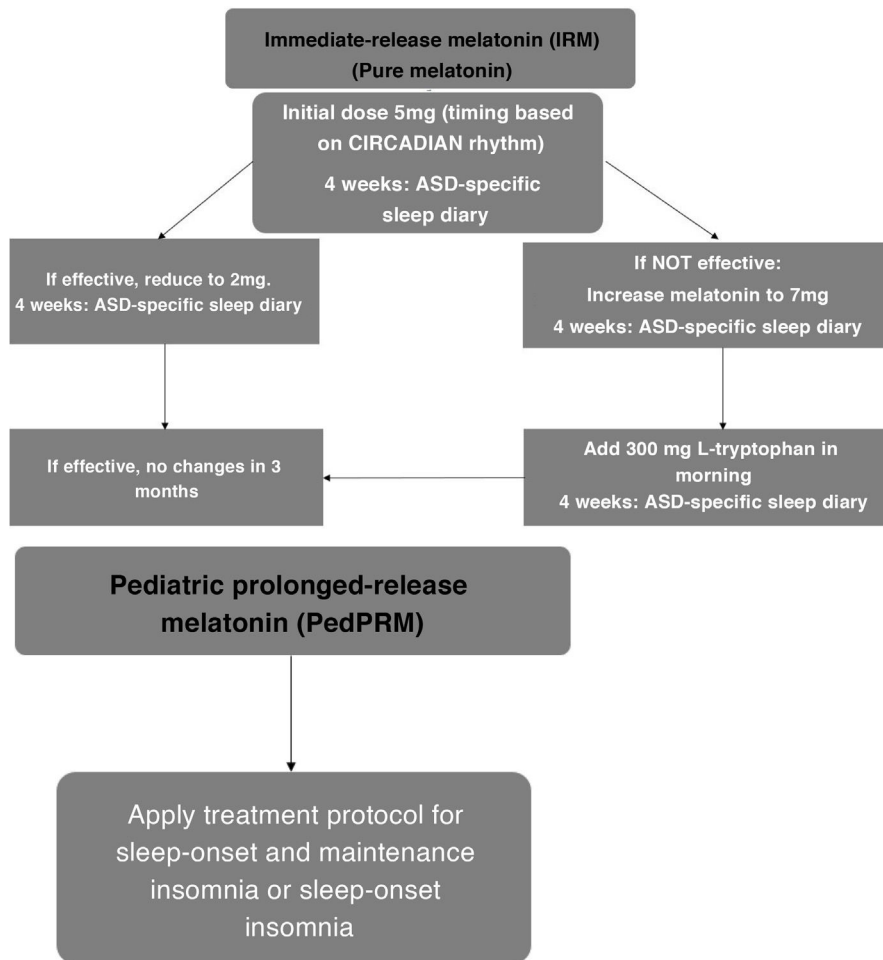 Immediate-release melatonin (IRM)
(Pure melatonin)
Initial dose 5mg (timing based
on CIRCADIAN rhythm)
4 weeks: ASD-specific
sleep diary
If effective, reduce to 2mg.
4 weeks: ASD-specific sleep diary
If NOT effective:
Increase melatonin to 7mg
4 weeks: ASD-specific sleep diary
If effective, no changes in 3
months
Add 300 mg L-tryptophan in
morning
4 weeks: ASD-specific sleep diary
Pediatric prolonged-release
melatonin (PedPRM)
Apply treatment protocol for
sleep-onset and maintenance
insomnia or sleep-onset
insomnia